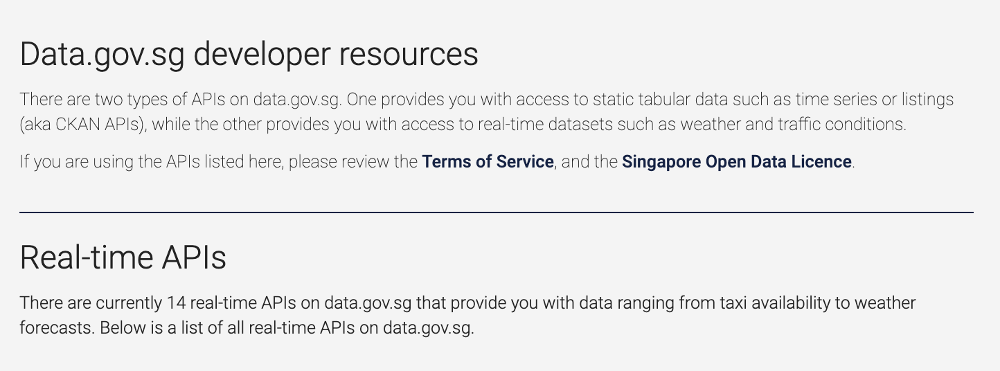 Data.gov.sg developer resources
There are two types of APIs on data.gov.sg. One provides you with access to static tabular data such as time series or listings
(aka CKAN APIs), while the other provides you with access to real-time datasets such as weather and traffic conditions.
If you are using the APIs listed here, please review the Terms of Service, and the Singapore Open Data Licence.
Real-time APIs
There are currently 14 real-time APIs on data.gov.sg that provide you with data ranging from taxi availability to weather
forecasts. Below is a list of all real-time APIs on data.gov.sg.